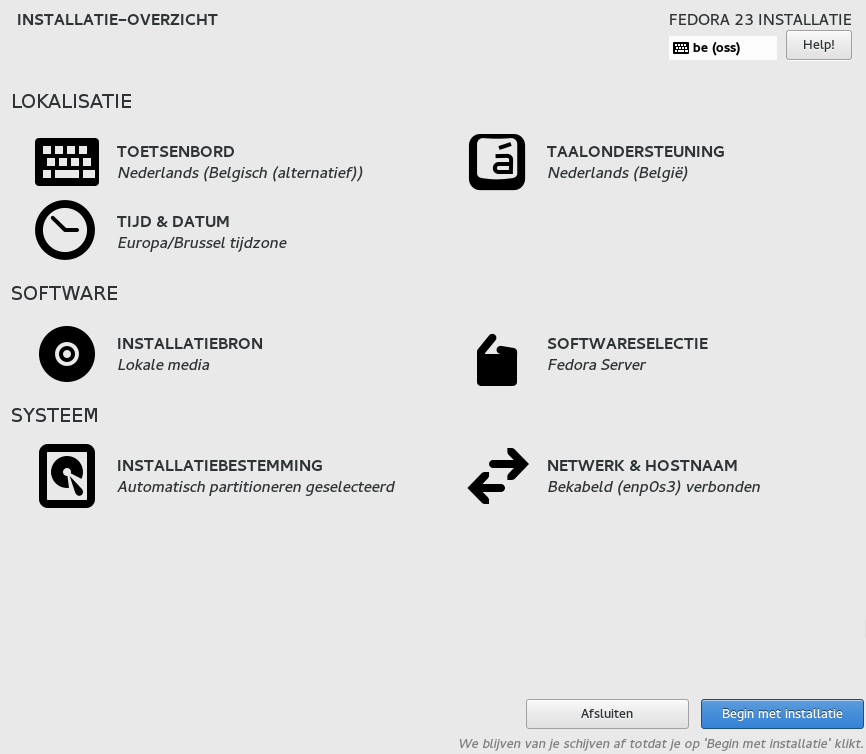 INSTALLATIE-OVERZICHT
FEDORA 23 INSTALLATIE
be (oss)
Help!
LOKALISATIE
TOETSENBORD
Nederlands (Belgisch (alternatief))
TAALONDERSTEUNING
Nederlands (België)
TIJD & DATUM
Europa/Brussel tijdzone
SOFTWARE
INSTALLATIEBRON
Lokale media
SOFTWARESELECTIE
Fedora Server
SYSTEEM
INSTALLATIEBESTEMMING
Automatisch partitioneren geselecteerd
NETWERK & HOSTNAAM
Bekabeld (enp0s3) verbonden
Afsluiten
Begin met installatie
We blijven van je schijven af totdat je op 'Begin met installatie' klikt.